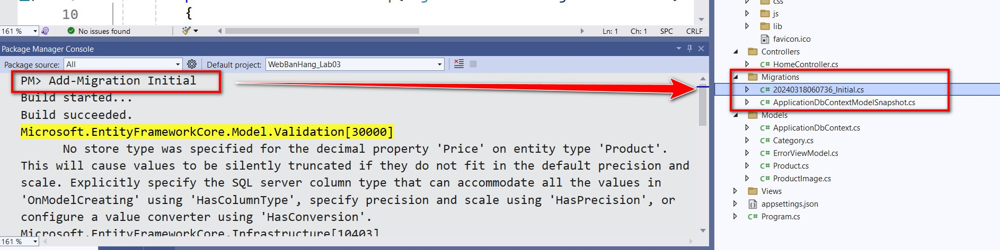 10
{
161 %
No issues found
Ln: 1
Ch: 1
SPC
CRLF
Package Manager Console
Package source:
All
Default project:
WebBanHang_Lab03
PM> Add-Migration Initial
Build started...
Build succeeded.
Microsoft.EntityFrameworkCore.Model.Validation[30000]
No store type was specified for the decimal property 'Price' on entity type 'Product'.
This will cause values to be silently truncated if they do not fit in the default precision and
scale. Explicitly specify the SQL server column type that can accommodate all the values in
'OnModelCreating' using 'HasColumnType', specify precision and scale using 'HasPrecision', or
configure a value converter using 'HasConversion'.
Microsoft.EntityFrameworkCore.Infrastructure[10403]
161 %
css
js
lib
favicon.ico
Controllers
C# HomeController.cs
Migrations
C# 20240318060736_Initial.cs
C# ApplicationDbContextModelSnapshot.cs
Models
C# ApplicationDbContext.cs
C# Category.cs
C# ErrorViewModel.cs
C# Product.cs
C# ProductImage.cs
Views
appsettings.json
C# Program.cs